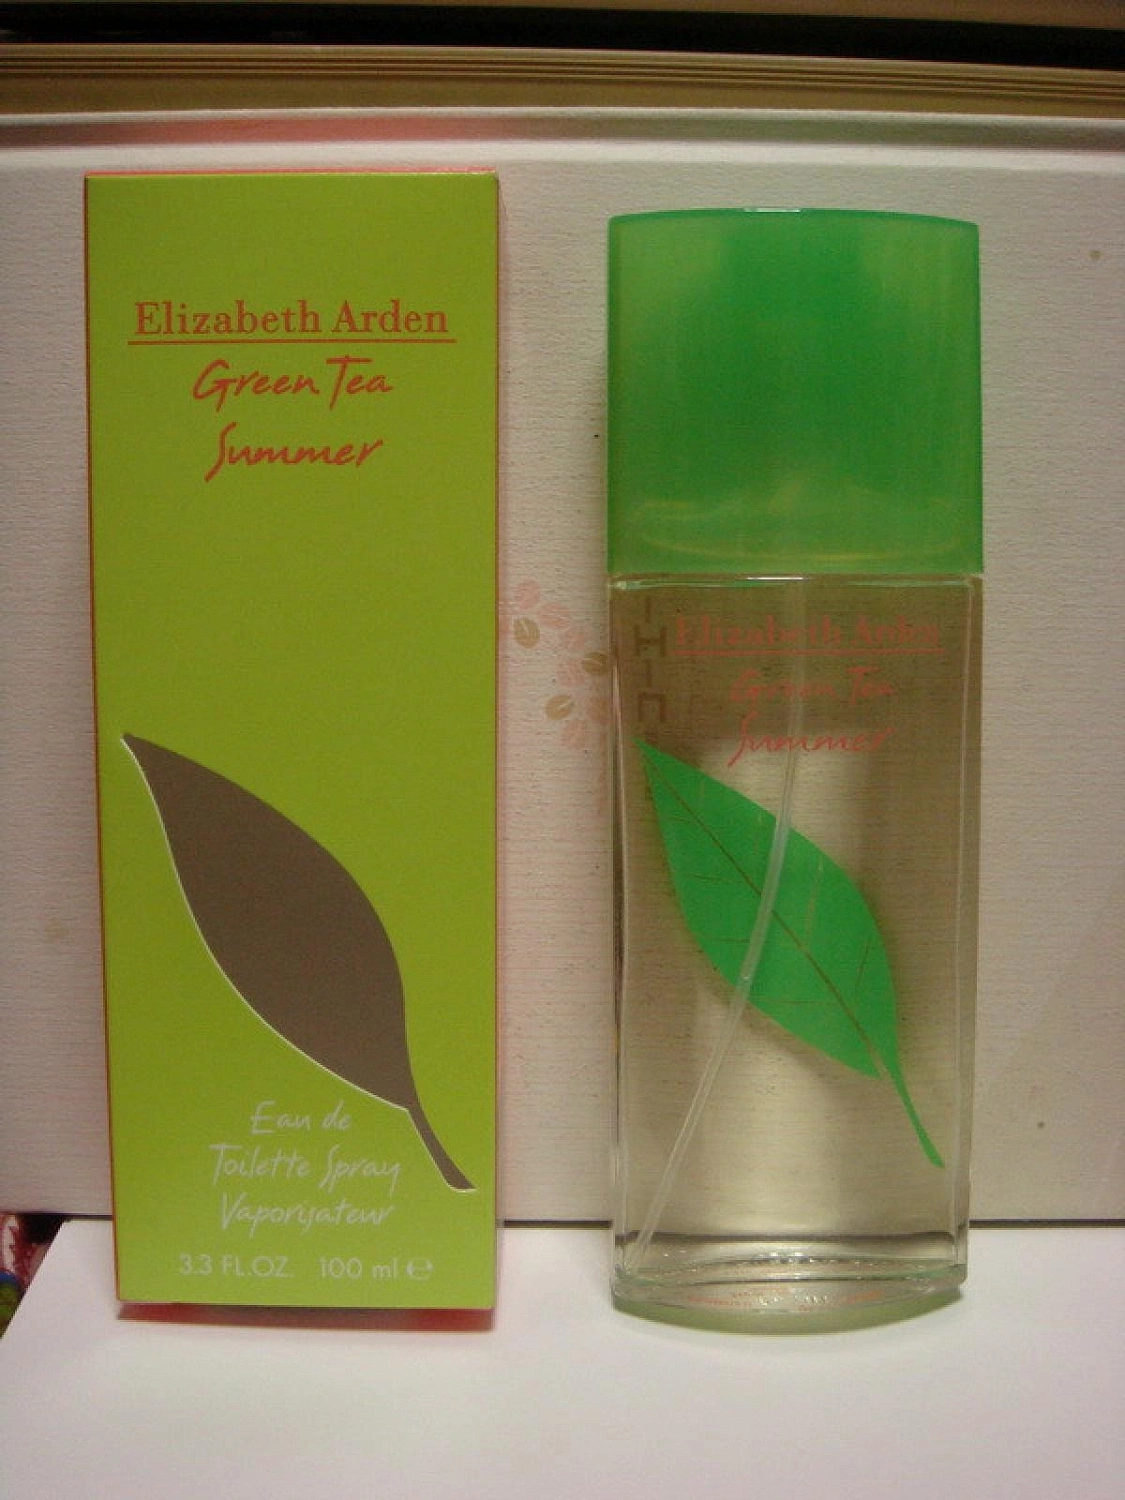 Elizabeth Arden
Green Tea
Summer
Eau de
Toilette Spray
Vaporisateur
3.3 FL.OZ. 100 ml ℮
Elizabeth Arden
Green Tea
Summer